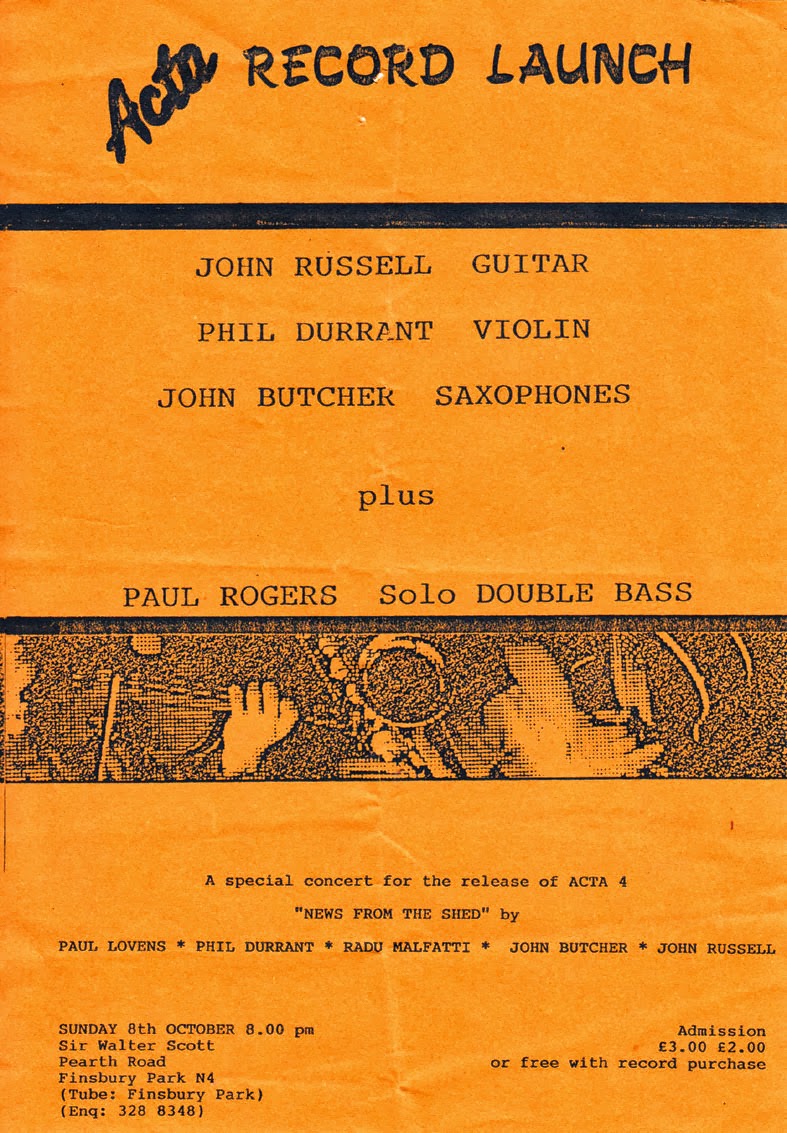 Acta RECORD LAUNCH
JOHN RUSSELL GUITAR
PHIL DURRANT VIOLIN
JOHN BUTCHER SAXOPHONES
plus
PAUL ROGERS Solo DOUBLE BASS
A special concert for the release of ACTA 4
"NEWS FROM THE SHED" by
PAUL LOVENS * PHIL DURRANT * RADU MALFATTI * JOHN BUTCHER * JOHN RUSSELL
SUNDAY 8th OCTOBER 8.00 pm
Sir Walter Scott
Pearth Road
Finsbury Park N4
(Tube: Finsbury Park)
(Enq: 328 8348)
Admission
£3.00 £2.00
or free with record purchase